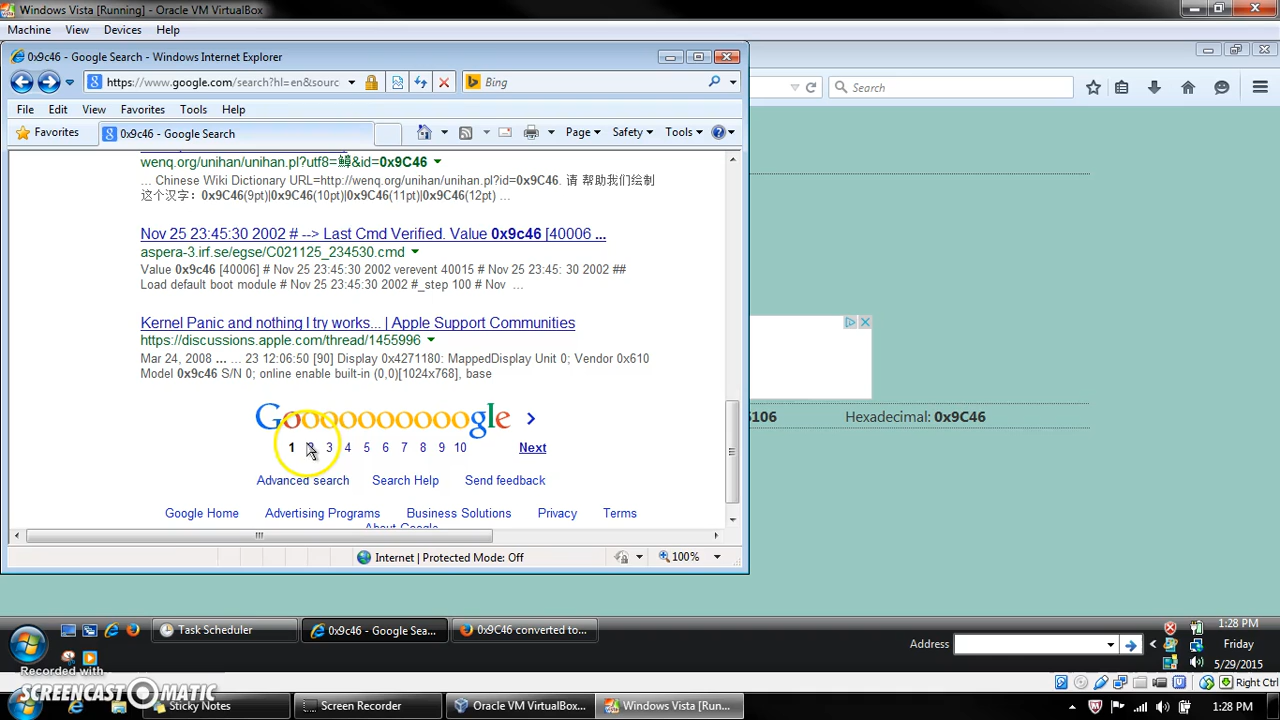 Windows Vista [Running] - Oracle VM VirtualBox
Machine View Devices Help
0x9c46 - Google Search - Windows Internet Explorer
https://www.google.com/search?hl=en&sourc
Bing
Search
File Edit View Favorites Tools Help
Favorites
0x9c46 - Google Search
Page Safety Tools
wenq.org/unihan/unihan.pl?utf8=鱆&id=0x9C46
... Chinese Wiki Dictionary URL=http://wenq.org/unihan/unihan.pl?id=0x9C46. 请 帮助我们绘制
这个汉字：0x9C46(9pt)|0x9C46(10pt)|0x9C46(11pt)|0x9C46(12pt) ...
Nov 25 23:45:30 2002 # --> Last Cmd Verified. Value 0x9c46 [40006 ...
aspera-3.irf.se/egse/C021125_234530.cmd
Value 0x9c46 [40006] # Nov 25 23:45:30 2002 verevent 40015 # Nov 25 23:45: 30 2002 ##
Load default boot module # Nov 25 23:45:30 2002 #_step 100 # Nov ...
Kernel Panic and nothing I try works... | Apple Support Communities
https://discussions.apple.com/thread/1455996
Mar 24, 2008 ... ... 23 12:06:50 [90] Display 0x4271180: MappedDisplay Unit 0; Vendor 0x610
Model 0x9c46 S/N 0; online enable built-in (0,0)[1024x768], base
Goooooooooogle
1 2 3 4 5 6 7 8 9 10 Next
Advanced search Search Help Send feedback
Google Home Advertising Programs Business Solutions Privacy Terms
About Google
6106 Hexadecimal: 0x9C46
Internet | Protected Mode: Off
100%
Task Scheduler
0x9c46 - Google Sea...
0x9C46 converted to...
Address
1:28 PM
Friday
5/29/2015
Recorded with
SCREENCAST-O-MATIC
Right Ctrl
Sticky Notes
Screen Recorder
Oracle VM VirtualBox...
Windows Vista [Run...
1:28 PM